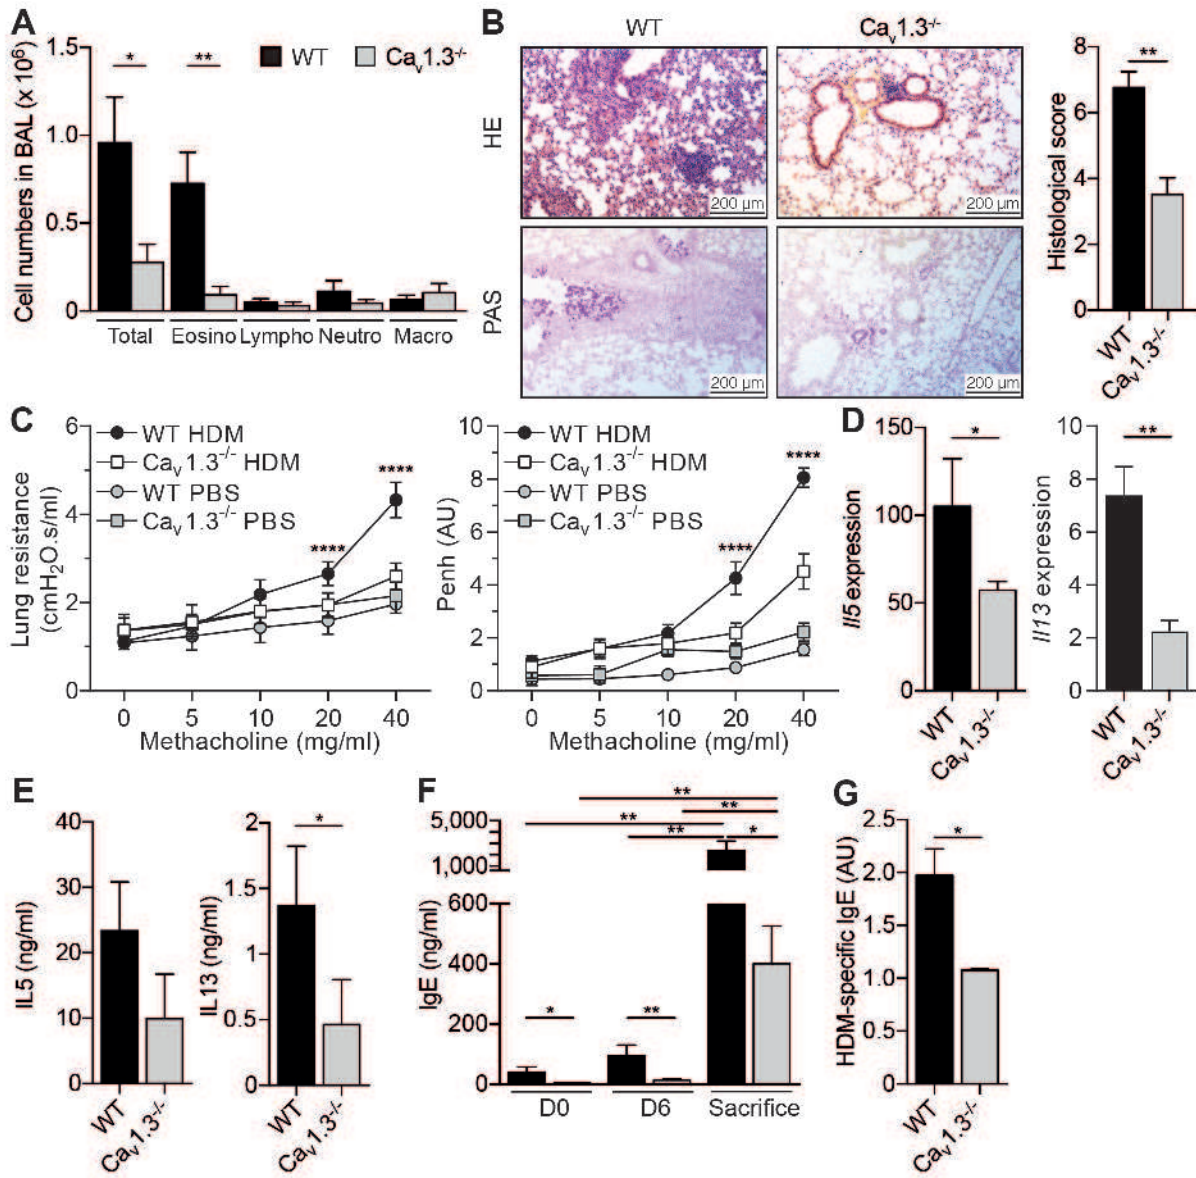 A
Cell numbers in BAL (x 10⁶)
1.5
1.0
0.5
0
*
**
WT
Caᵥ1.3⁻/⁻
Total
Eosino
Lympho
Neutro
Macro
B
WT
Caᵥ1.3⁻/⁻
HE
PAS
200 µm
200 µm
200 µm
200 µm
Histological score
8
6
4
2
0
**
WT
Caᵥ1.3⁻/⁻
C
Lung resistance
(cmH₂O.s/ml)
6
4
2
0
WT HDM
Caᵥ1.3⁻/⁻ HDM
WT PBS
Caᵥ1.3⁻/⁻ PBS
****
****
0 5 10 20 40
Methacholine (mg/ml)
Penh (AU)
10
8
6
4
2
0
WT HDM
Caᵥ1.3⁻/⁻ HDM
WT PBS
Caᵥ1.3⁻/⁻ PBS
****
****
0 5 10 20 40
Methacholine (mg/ml)
D
Il5 expression
150
100
50
0
*
WT
Caᵥ1.3⁻/⁻
Il13 expression
10
8
6
4
2
0
**
WT
Caᵥ1.3⁻/⁻
E
IL5 (ng/ml)
40
30
20
10
0
WT
Caᵥ1.3⁻/⁻
IL13 (ng/ml)
2
1.5
1
0.5
0
*
WT
Caᵥ1.3⁻/⁻
F
IgE (ng/ml)
5,000
1,000
600
400
200
0
**
**
**
** *
*
**
D0
D6
Sacrifice
G
HDM-specific IgE (AU)
2.5
2.0
1.5
1.0
0.5
0
*
WT
Caᵥ1.3⁻/⁻